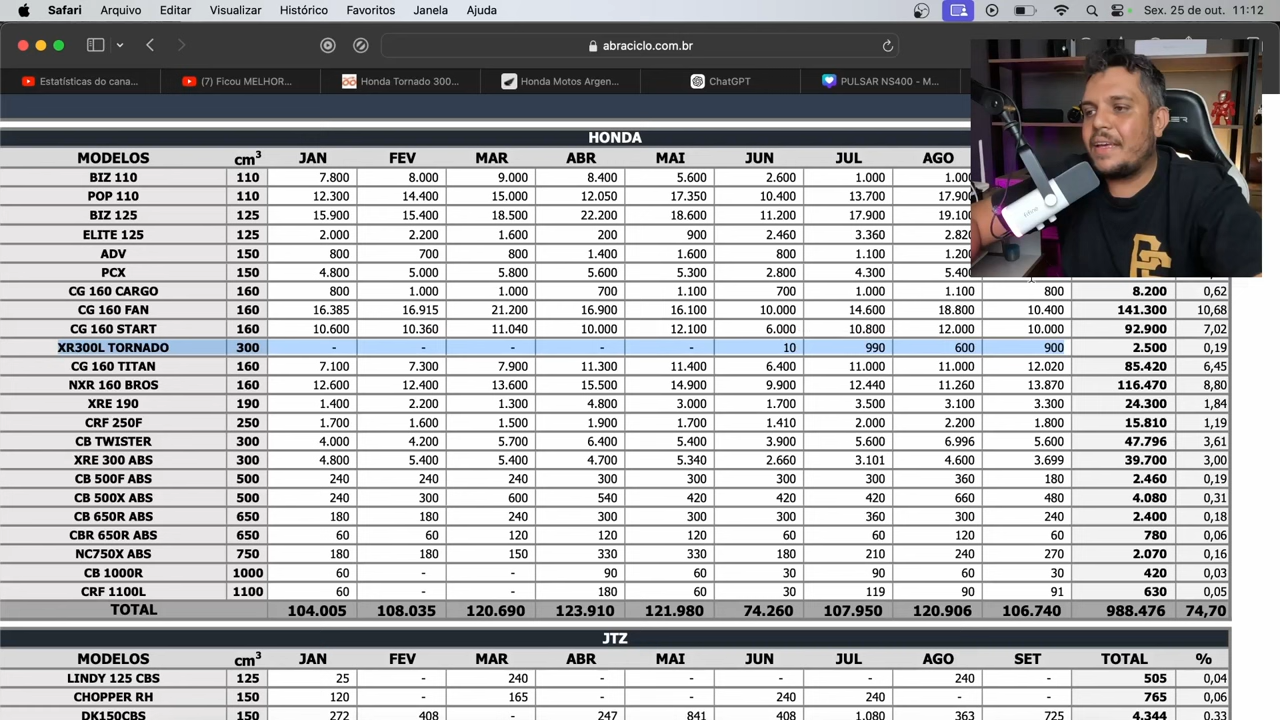 Safari Arquivo Editar Visualizar Histórico Favoritos Janela Ajuda Sex. 25 de out. 11:12
abraciclo.com.br
Estatísticas do cana... (7) Ficou MELHOR... Honda Tornado 300... Honda Motos Argen... ChatGPT PULSAR NS400 - M...
HONDA
MODELOS cm³ JAN FEV MAR ABR MAI JUN JUL AGO
BIZ 110 110 7.800 8.000 9.000 8.400 5.600 2.600 1.000 1.000
POP 110 110 12.300 14.400 15.000 12.050 17.350 10.400 13.700 17.900
BIZ 125 125 15.900 15.400 18.500 22.200 18.600 11.200 17.900 19.100
ELITE 125 125 2.000 2.200 1.600 200 900 2.460 3.360 2.820
ADV 150 800 700 800 1.400 1.600 800 1.100 1.200
PCX 150 4.800 5.000 5.800 5.600 5.300 2.800 4.300 5.400
CG 160 CARGO 160 800 1.000 1.000 700 1.100 700 1.000 1.100 800 8.200 0,62
CG 160 FAN 160 16.385 16.915 21.200 16.900 16.100 10.000 14.600 18.800 10.400 141.300 10,68
CG 160 START 160 10.600 10.360 11.040 10.000 12.100 6.000 10.800 12.000 10.000 92.900 7,02
XR300L TORNADO 300 - - - - - 10 990 600 900 2.500 0,19
CG 160 TITAN 160 7.100 7.300 7.900 11.300 11.400 6.400 11.000 11.000 12.020 85.420 6,45
NXR 160 BROS 160 12.600 12.400 13.600 15.500 14.900 9.900 12.440 11.260 13.870 116.470 8,80
XRE 190 190 1.400 2.200 1.300 4.800 3.000 1.700 3.500 3.100 3.300 24.300 1,84
CRF 250F 250 1.700 1.600 1.500 1.900 1.700 1.410 2.000 2.200 1.800 15.810 1,19
CB TWISTER 300 4.000 4.200 5.700 6.400 5.400 3.900 5.600 6.996 5.600 47.796 3,61
XRE 300 ABS 300 4.800 5.400 5.400 4.700 5.340 2.660 3.101 4.600 3.699 39.700 3,00
CB 500F ABS 500 240 240 240 300 300 300 300 360 180 2.460 0,19
CB 500X ABS 500 240 300 600 540 420 420 420 660 480 4.080 0,31
CB 650R ABS 650 180 180 240 300 300 300 360 300 240 2.400 0,18
CBR 650R ABS 650 60 60 120 120 120 60 60 120 60 780 0,06
NC750X ABS 750 180 180 150 330 330 180 210 240 270 2.070 0,16
CB 1000R 1000 60 - - 90 60 30 90 60 30 420 0,03
CRF 1100L 1100 60 - - 180 60 30 119 90 91 630 0,05
TOTAL 104.005 108.035 120.690 123.910 121.980 74.260 107.950 120.906 106.740 988.476 74,70
JTZ
MODELOS cm³ JAN FEV MAR ABR MAI JUN JUL AGO SET TOTAL %
LINDY 125 CBS 125 25 - 240 - - - - 240 - 505 0,04
CHOPPER RH 150 120 - 165 - - 240 240 - - 765 0,06
DK150CBS 150 272 408 - 247 841 408 1.080 363 725 4.344 0,33